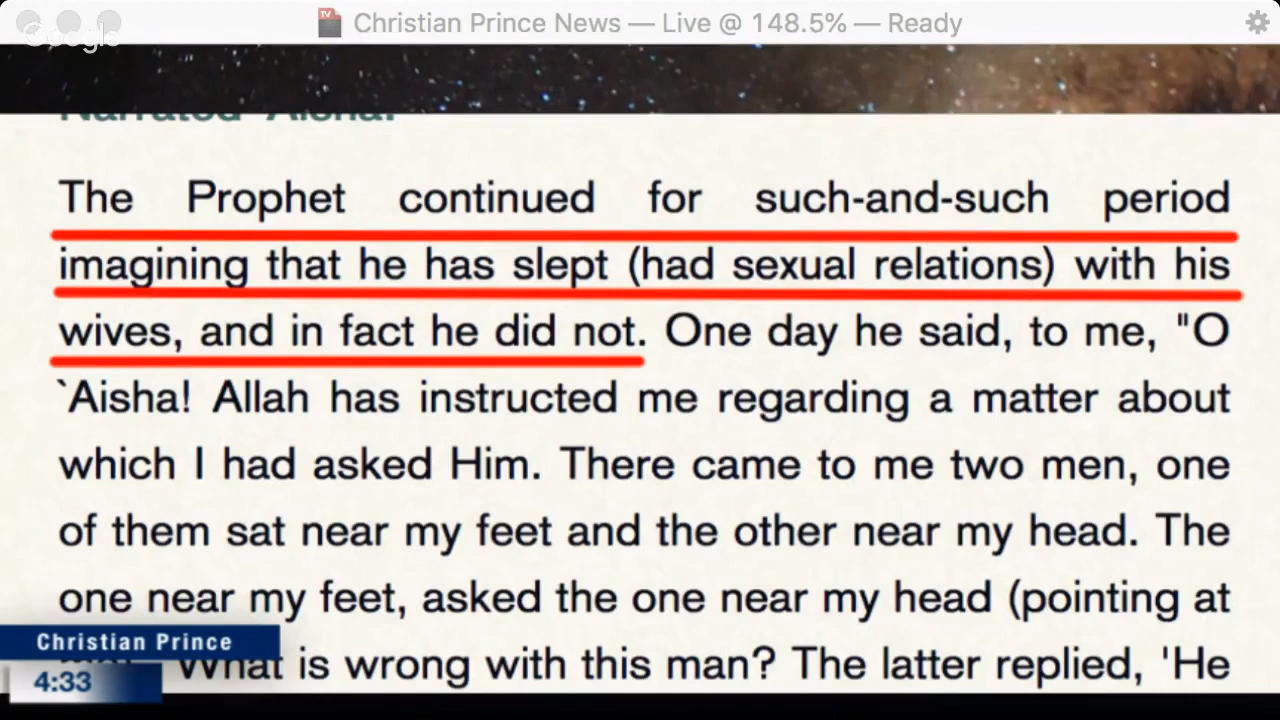 Christian Prince News — Live @ 148.5% — Ready
Google
Narrated `Aisha:
The Prophet continued for such-and-such period
imagining that he has slept (had sexual relations) with his
wives, and in fact he did not. One day he said, to me, "O
`Aisha! Allah has instructed me regarding a matter about
which I had asked Him. There came to me two men, one
of them sat near my feet and the other near my head. The
one near my feet, asked the one near my head (pointing at
What is wrong with this man? The latter replied, 'He
Christian Prince
4:33